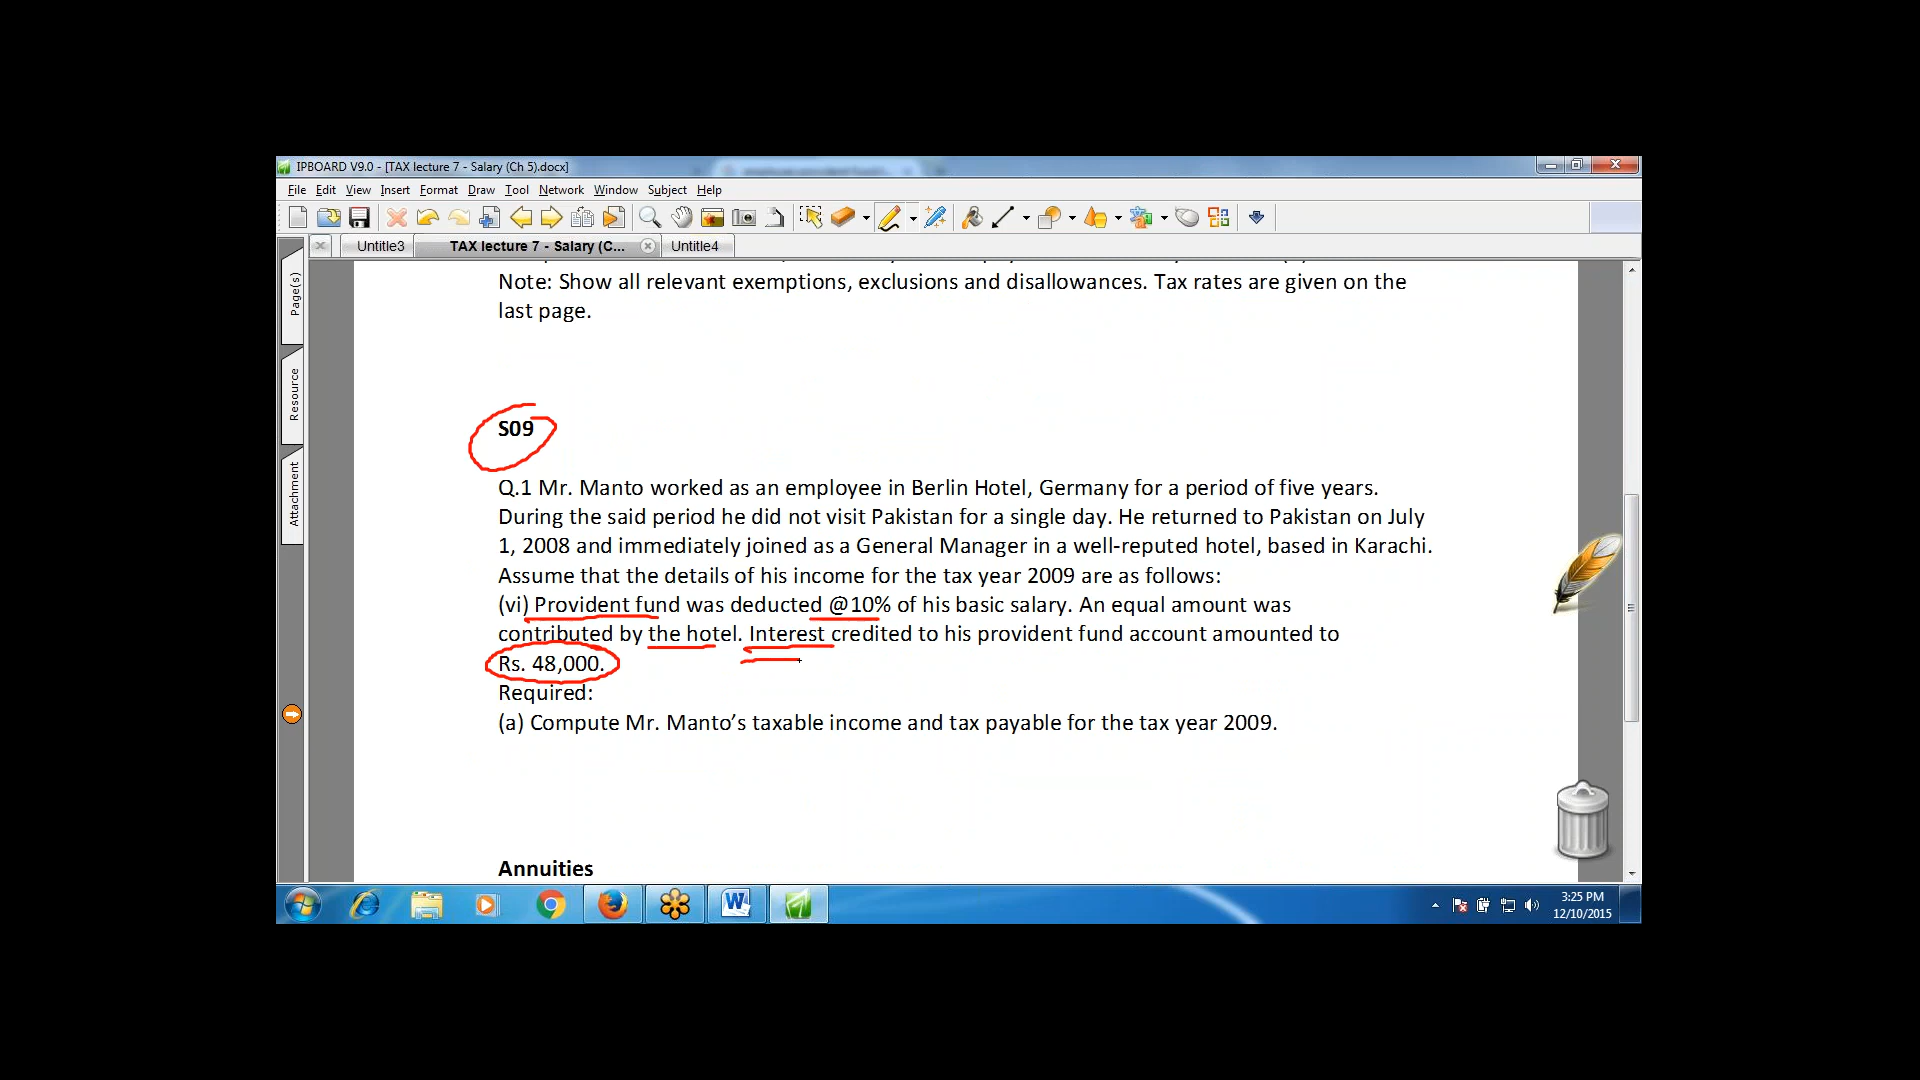 IPBOARD V9.0 - [TAX lecture 7 - Salary (Ch 5).docx]
File Edit View Insert Format Draw Tool Network Window Subject Help
Untitle3 TAX lecture 7 - Salary (C... Untitle4
Page(s)
Resource
Attachment
Note: Show all relevant exemptions, exclusions and disallowances. Tax rates are given on the
last page.
S09
Q.1 Mr. Manto worked as an employee in Berlin Hotel, Germany for a period of five years.
During the said period he did not visit Pakistan for a single day. He returned to Pakistan on July
1, 2008 and immediately joined as a General Manager in a well-reputed hotel, based in Karachi.
Assume that the details of his income for the tax year 2009 are as follows:
(vi) Provident fund was deducted @10% of his basic salary. An equal amount was
contributed by the hotel. Interest credited to his provident fund account amounted to
Rs. 48,000.
Required:
(a) Compute Mr. Manto’s taxable income and tax payable for the tax year 2009.
Annuities
3:25 PM
12/10/2015